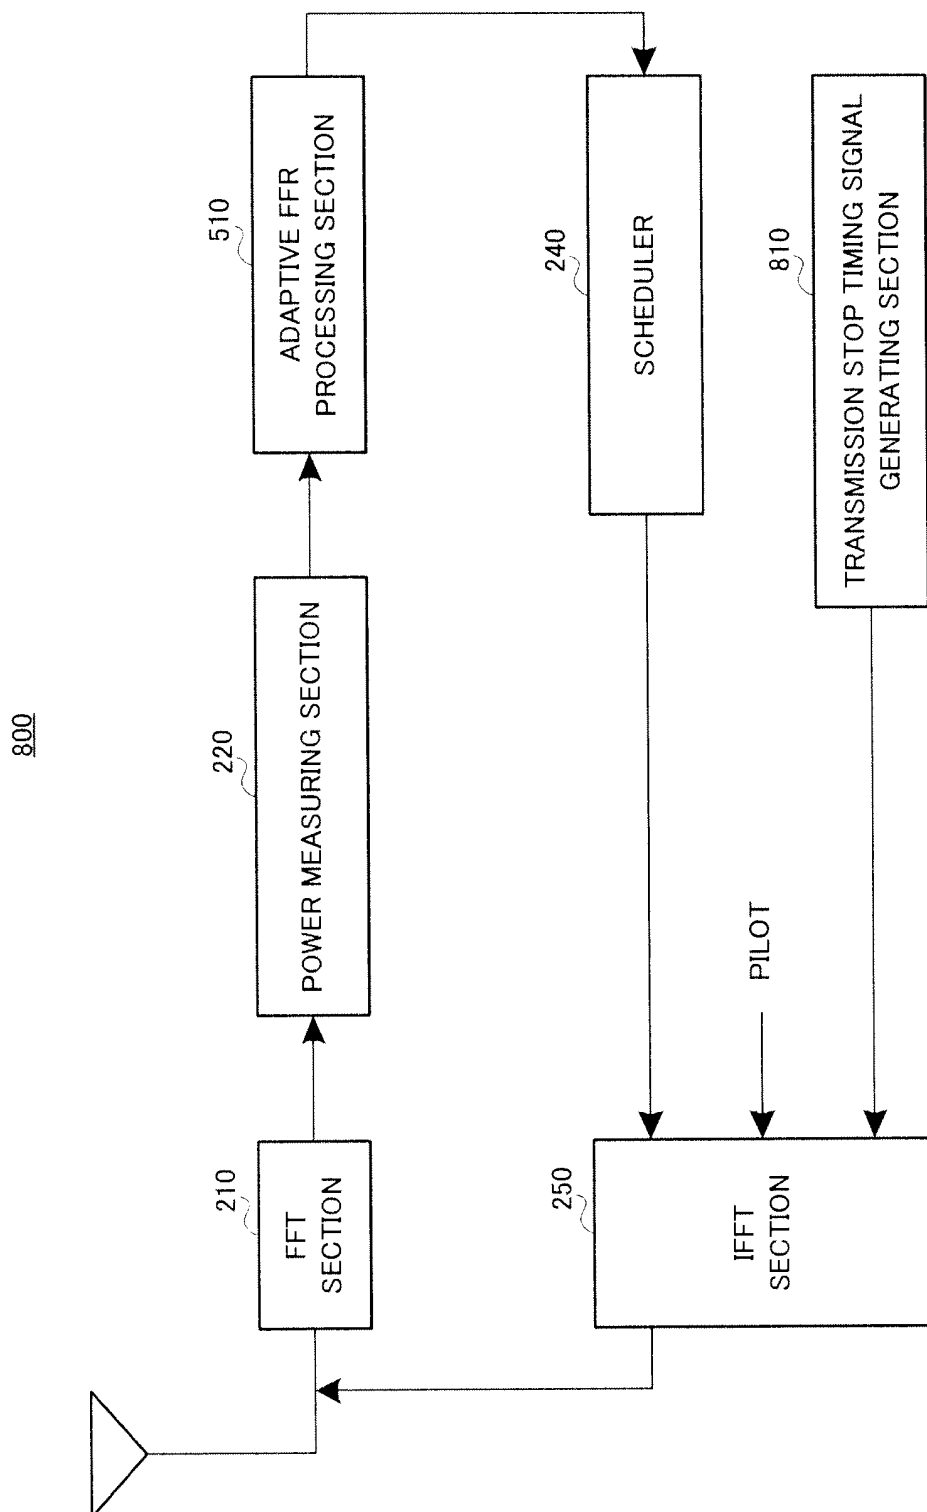 800
210
FFT
SECTION
220
POWER MEASURING SECTION
510
ADAPTIVE FFR
PROCESSING SECTION
250
IFFT
SECTION
PILOT
240
SCHEDULER
810
TRANSMISSION STOP TIMING SIGNAL
GENERATING SECTION